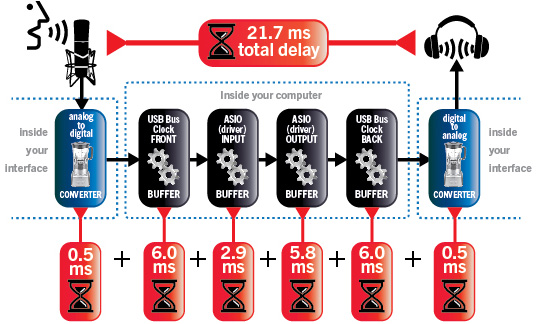 21.7 ms
total delay
Inside your computer
inside
your
interface
analog
to
digital
CONVERTER
USB Bus
Clock
FRONT
BUFFER
ASIO
(driver)
INPUT
BUFFER
ASIO
(driver)
OUTPUT
BUFFER
USB Bus
Clock
BACK
BUFFER
digital
to
analog
CONVERTER
inside
your
interface
0.5
ms
+
6.0
ms
+
2.9
ms
+
5.8
ms
+
6.0
ms
+
0.5
ms